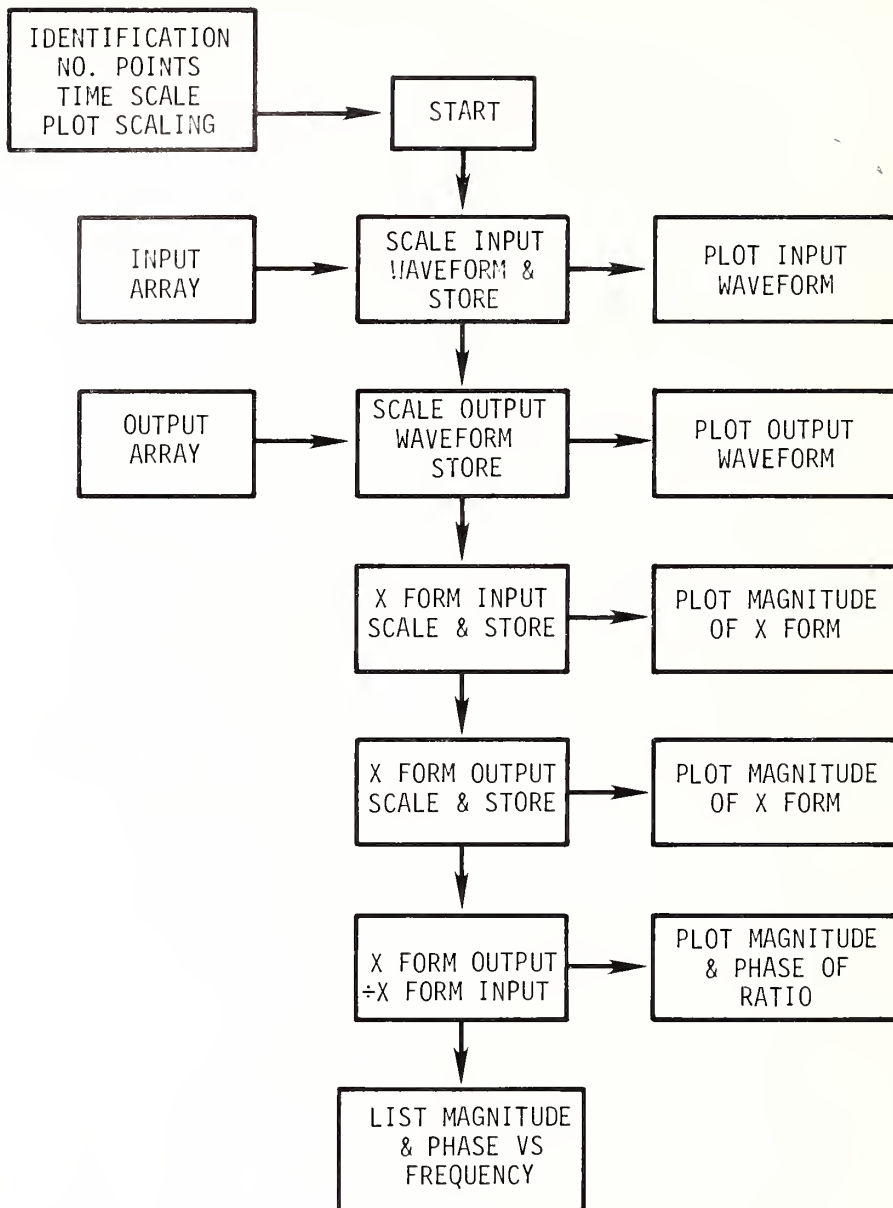 IDENTIFICATION
NO. POINTS
TIME SCALE
PLOT SCALING
START
INPUT
ARRAY
SCALE INPUT
WAVEFORM &
STORE
PLOT INPUT
WAVEFORM
OUTPUT
ARRAY
SCALE OUTPUT
WAVEFORM
STORE
PLOT OUTPUT
WAVEFORM
X FORM INPUT
SCALE & STORE
PLOT MAGNITUDE
OF X FORM
X FORM OUTPUT
SCALE & STORE
PLOT MAGNITUDE
OF X FORM
X FORM OUTPUT
÷X FORM INPUT
PLOT MAGNITUDE
& PHASE OF
RATIO
LIST MAGNITUDE
& PHASE VS
FREQUENCY